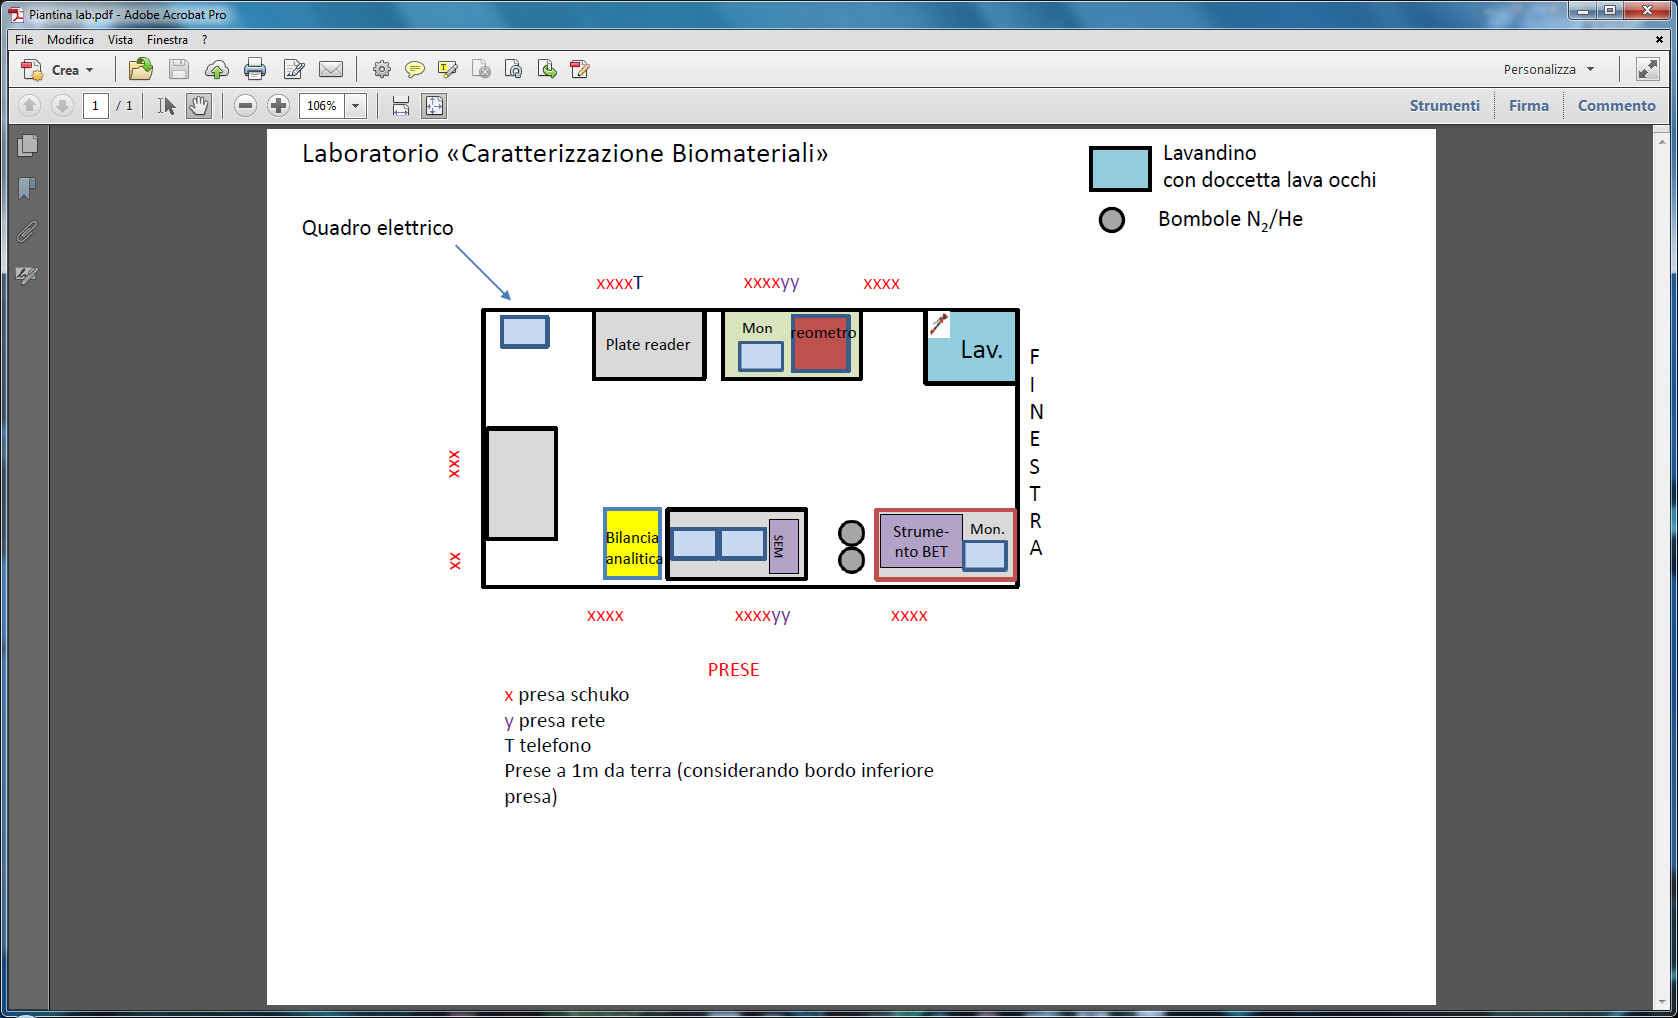 Piantina lab.pdf - Adobe Acrobat Pro
File Modifica Vista Finestra ?
Crea
Personalizza
1 / 1
106%
Strumenti Firma Commento
Laboratorio «Caratterizzazione Biomateriali»
Lavandino
con doccetta lava occhi
Bombole N2/He
Quadro elettrico
xxxxT
xxxxyy
xxxx
Plate reader
Mon
reometro
Lav.
FINESTRA
xxx
xx
Bilancia
analitica
SEM
Strume-
nto BET
Mon.
xxxx
xxxxyy
xxxx
PRESE
x presa schuko
y presa rete
T telefono
Prese a 1m da terra (considerando bordo inferiore
presa)